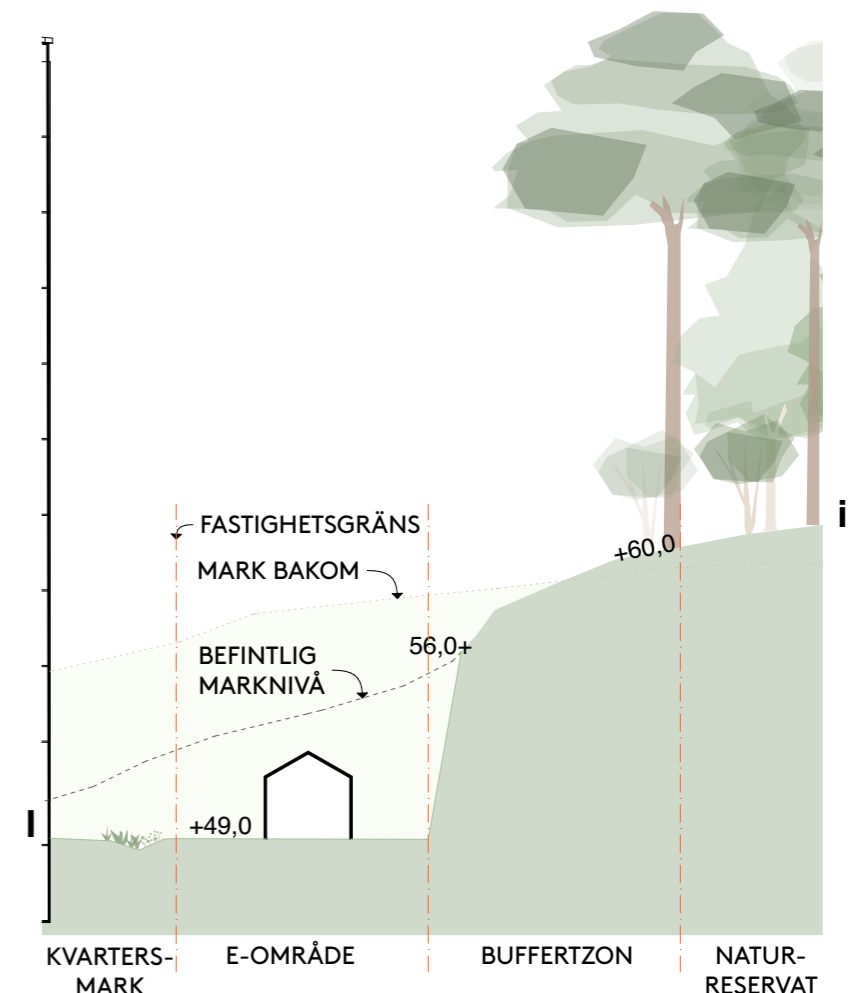 i
FASTIGHETSGRÄNS
+60,0
MARK BAKOM
56,0+
BEFINTLIG
MARKNIVÅ
I
+49,0
KVARTERS-
MARK
E-OMRÅDE
BUFFERTZON
NATUR-
RESERVAT